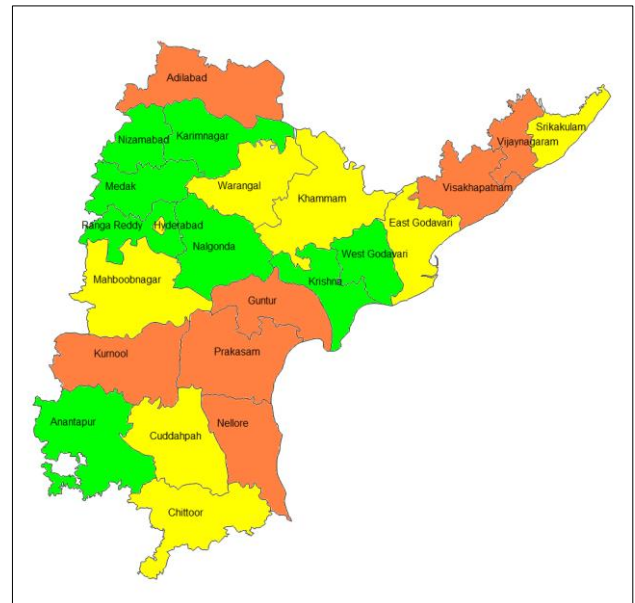 Adilabad
Nizamabad
Karimnagar
Medak
Warangal
Khammam
Srikakulam
Vijaynagaram
Visakhapatnam
East Godavari
Ranga Reddy
Hyderabad
Nalgonda
West Godavari
Krishna
Mahboobnagar
Guntur
Kurnool
Prakasam
Anantapur
Cuddahpah
Nellore
Chittoor